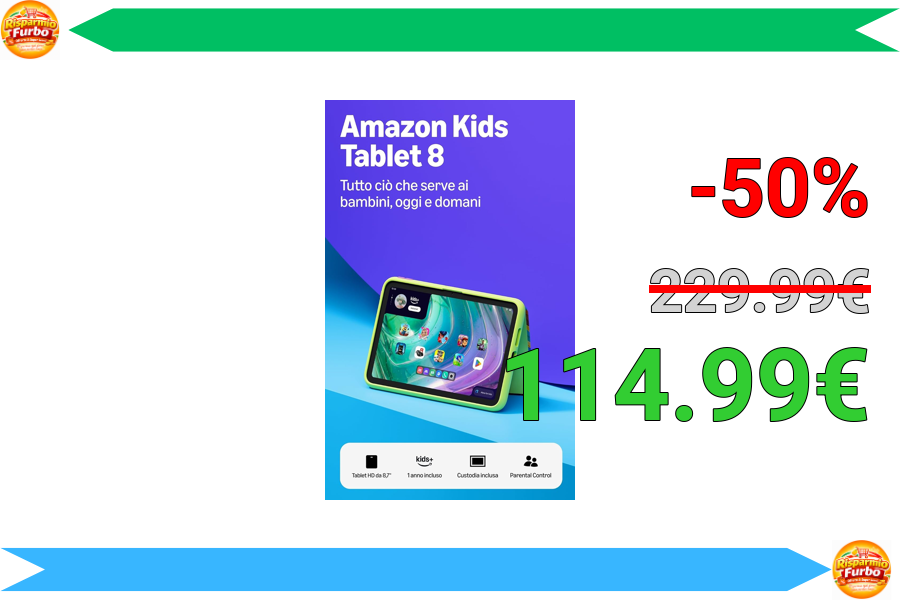 Risparmio
Furbo
Amazon Kids
Tablet 8
Tutto ciò che serve ai
bambini, oggi e domani
-50%
229.99€
114.99€
kids+
kids+
Tablet HD da 8,7"
1 anno incluso
Custodia inclusa
Parental Control
Risparmio
Furbo